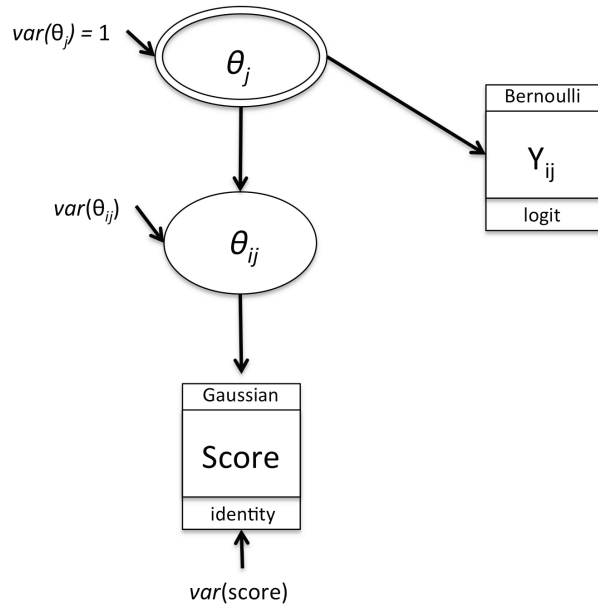 var(θj) = 1
θj
Bernoulli
Yij
logit
var(θij)
θij
Gaussian
Score
identity
var(score)